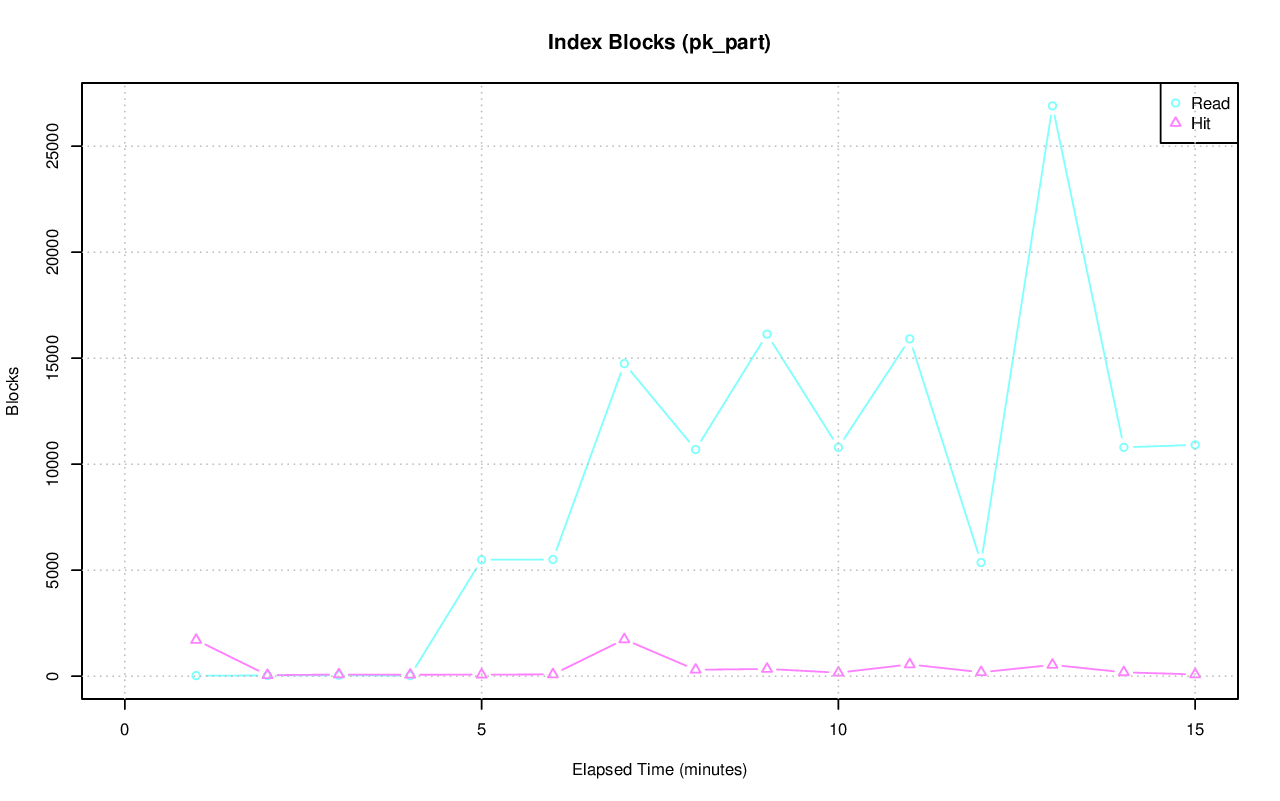 Index Blocks (pk_part)
Read
Hit
25000
20000
15000
10000
5000
0
Blocks
0 5 10 15
Elapsed Time (minutes)